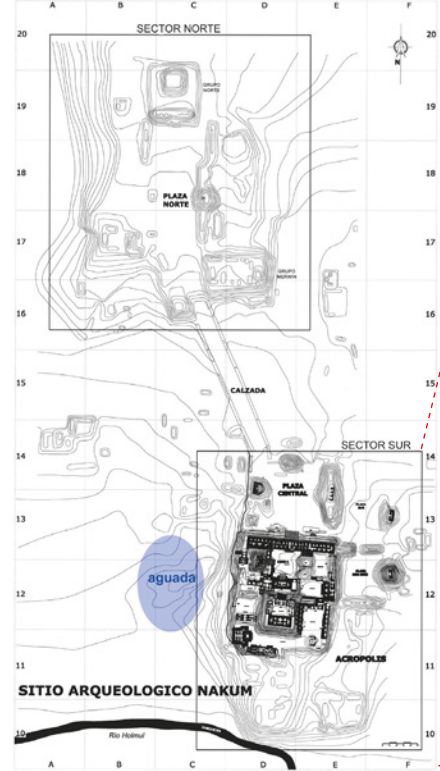 A B C D E F
SECTOR NORTE
20 20
N
GRUPO
NORTE
19 19
18 18
PLAZA
NORTE
17 17
GRUPO
MERWIN
16 16
15 15
CALZADA
14 14
SECTOR SUR
PLAZA
CENTRAL
13 13
aguada
12 12
11 11
ACROPOLIS
SITIO ARQUEOLOGICO NAKUM
10 10
Rio Holmul
A B C D E F